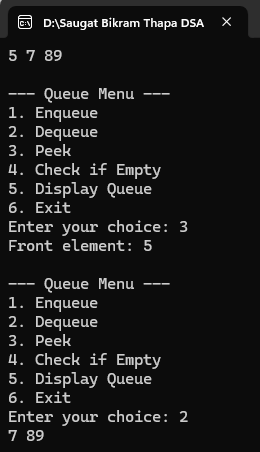 D:\Saugat Bikram Thapa DSA
5 7 89
--- Queue Menu ---
1. Enqueue
2. Dequeue
3. Peek
4. Check if Empty
5. Display Queue
6. Exit
Enter your choice: 3
Front element: 5
--- Queue Menu ---
1. Enqueue
2. Dequeue
3. Peek
4. Check if Empty
5. Display Queue
6. Exit
Enter your choice: 2
7 89